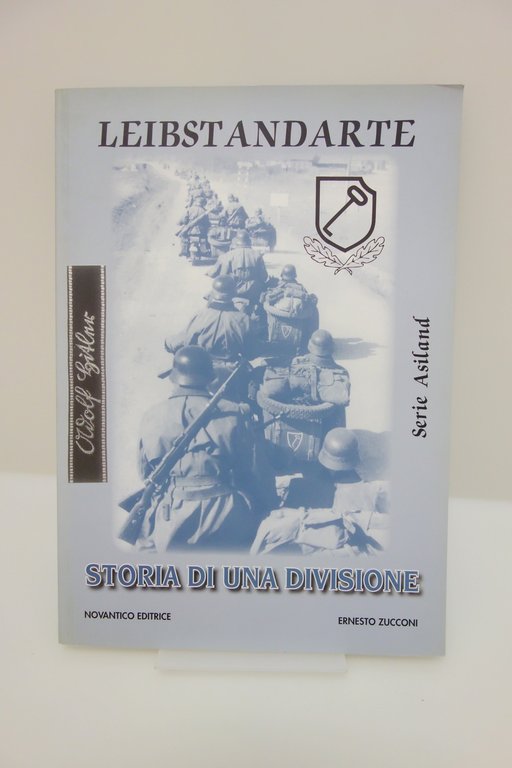 LEIBSTANDARTE
Adolf Hitler
Serie Asiland
STORIA DI UNA DIVISIONE
NOVANTICO EDITRICE
ERNESTO ZUCCONI